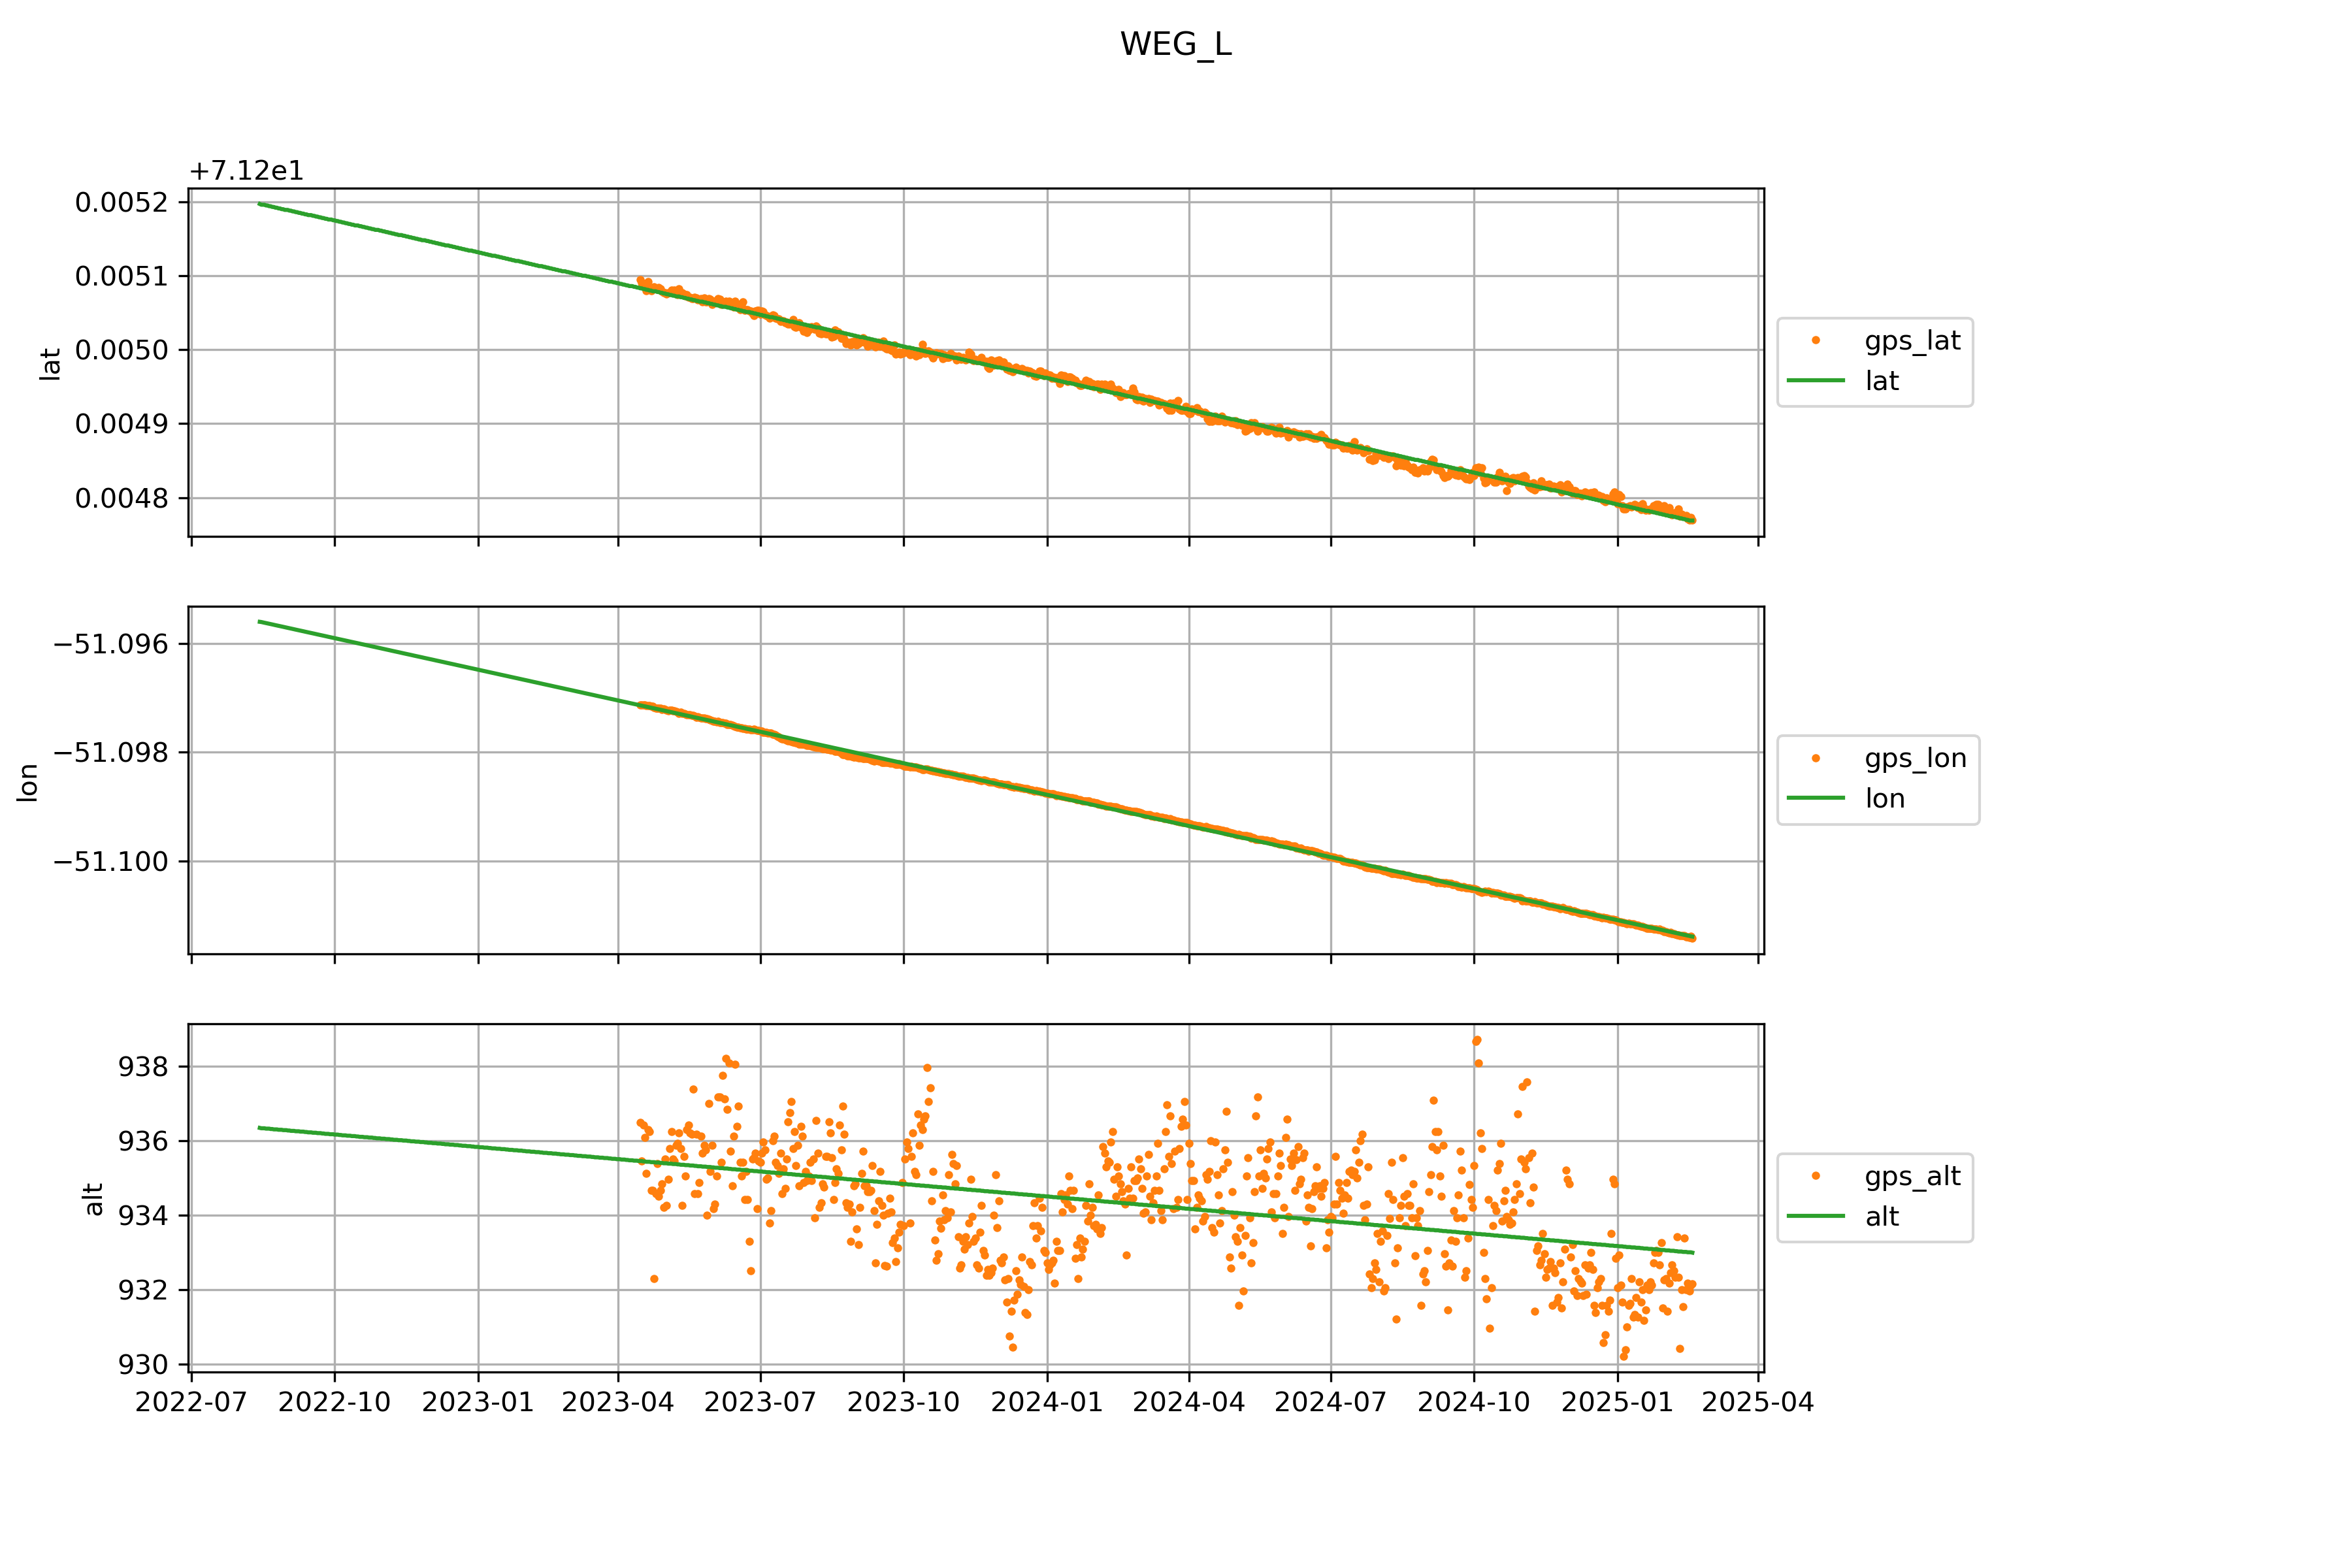 WEG_L
+7.12e1
0.0052
0.0051
0.0050
0.0049
0.0048
lat
gps_lat
lat
−51.096
−51.098
−51.100
lon
gps_lon
lon
938
936
934
932
930
alt
gps_alt
alt
2022-07 2022-10 2023-01 2023-04 2023-07 2023-10 2024-01 2024-04 2024-07 2024-10 2025-01 2025-04